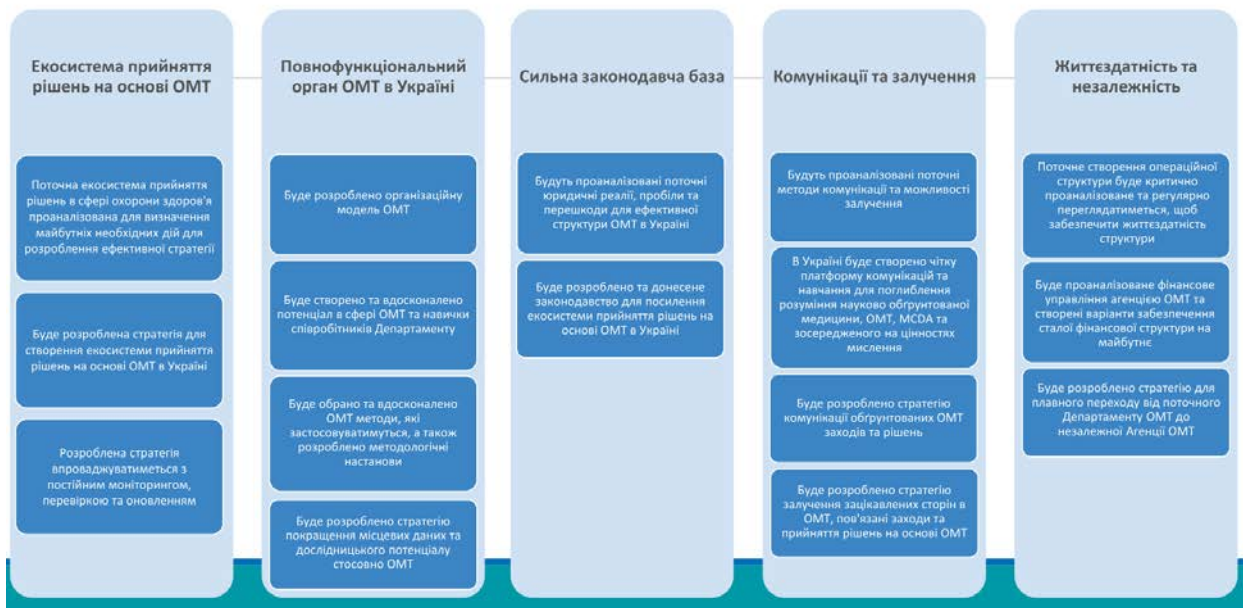 Екосистема прийняття
рішень на основі ОМТ
Поточна екосистема прийняття
рішень в сфері охорони здоров'я
проаналізована для визначення
майбутніх необхідних дій для
розроблення ефективної стратегії
Буде розроблена стратегія для
створення екосистеми прийняття
рішень на основі ОМТ в Україні
Розроблена стратегія
впроваджуватиметься з
постійним моніторингом,
перевіркою та оновленням
Повнофункціональний
орган ОМТ в Україні
Буде розроблено організаційну
модель ОМТ
Буде створено та вдосконалено
потенціал в сфері ОМТ та навички
співробітників Департаменту
Буде обрано та вдосконалено
ОМТ методи, які
застосовуватимуться, а також
розроблено методологічні
настанови
Буде розроблено стратегію
покращення місцевих даних та
дослідницького потенціалу
стосовно ОМТ
Сильна законодавча база
Будуть проаналізовані поточні
юридичні реалії, пробіли та
перешкоди для ефективної
структури ОМТ в Україні
Буде розроблено та донесене
законодавство для посилення
екосистеми прийняття рішень на
основі ОМТ в Україні
Комунікації та залучення
Будуть проаналізовані поточні
методи комунікації та можливості
залучення
В Україні буде створено чітку
платформу комунікацій та
навчання для поглиблення
розуміння науково обґрунтованої
медицини, ОМТ, MCDA та
зосередженого на цінностях
мислення
Буде розроблено стратегію
комунікації обґрунтованих ОМТ
заходів та рішень
Буде розроблено стратегію
залучення зацікавлених сторін в
ОМТ, пов'язані заходи та
прийняття рішень на основі ОМТ
Життєздатність та
незалежність
Поточне створення операційної
структури буде критично
проаналізоване та регулярно
переглядатиметься, щоб
забезпечити життєздатність
структури
Буде проаналізоване фінансове
управління агенцією ОМТ та
створені варіанти забезпечення
сталої фінансової структури на
майбутнє
Буде розроблено стратегію для
плавного переходу від поточного
Департаменту ОМТ до
незалежної Агенції ОМТ